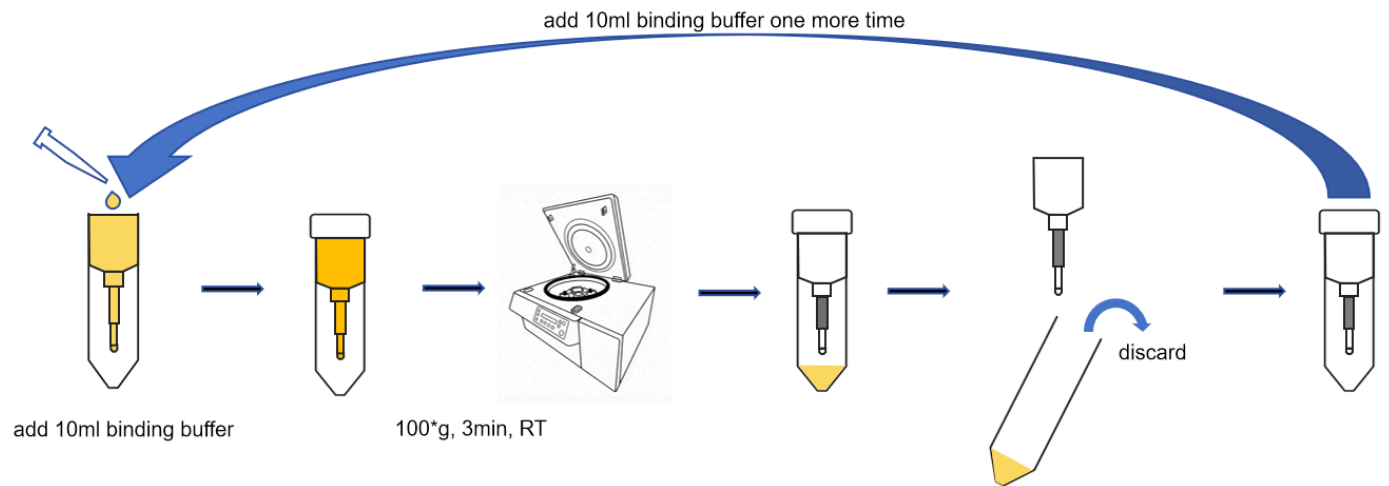 add 10ml binding buffer one more time
discard
add 10ml binding buffer
100*g, 3min, RT